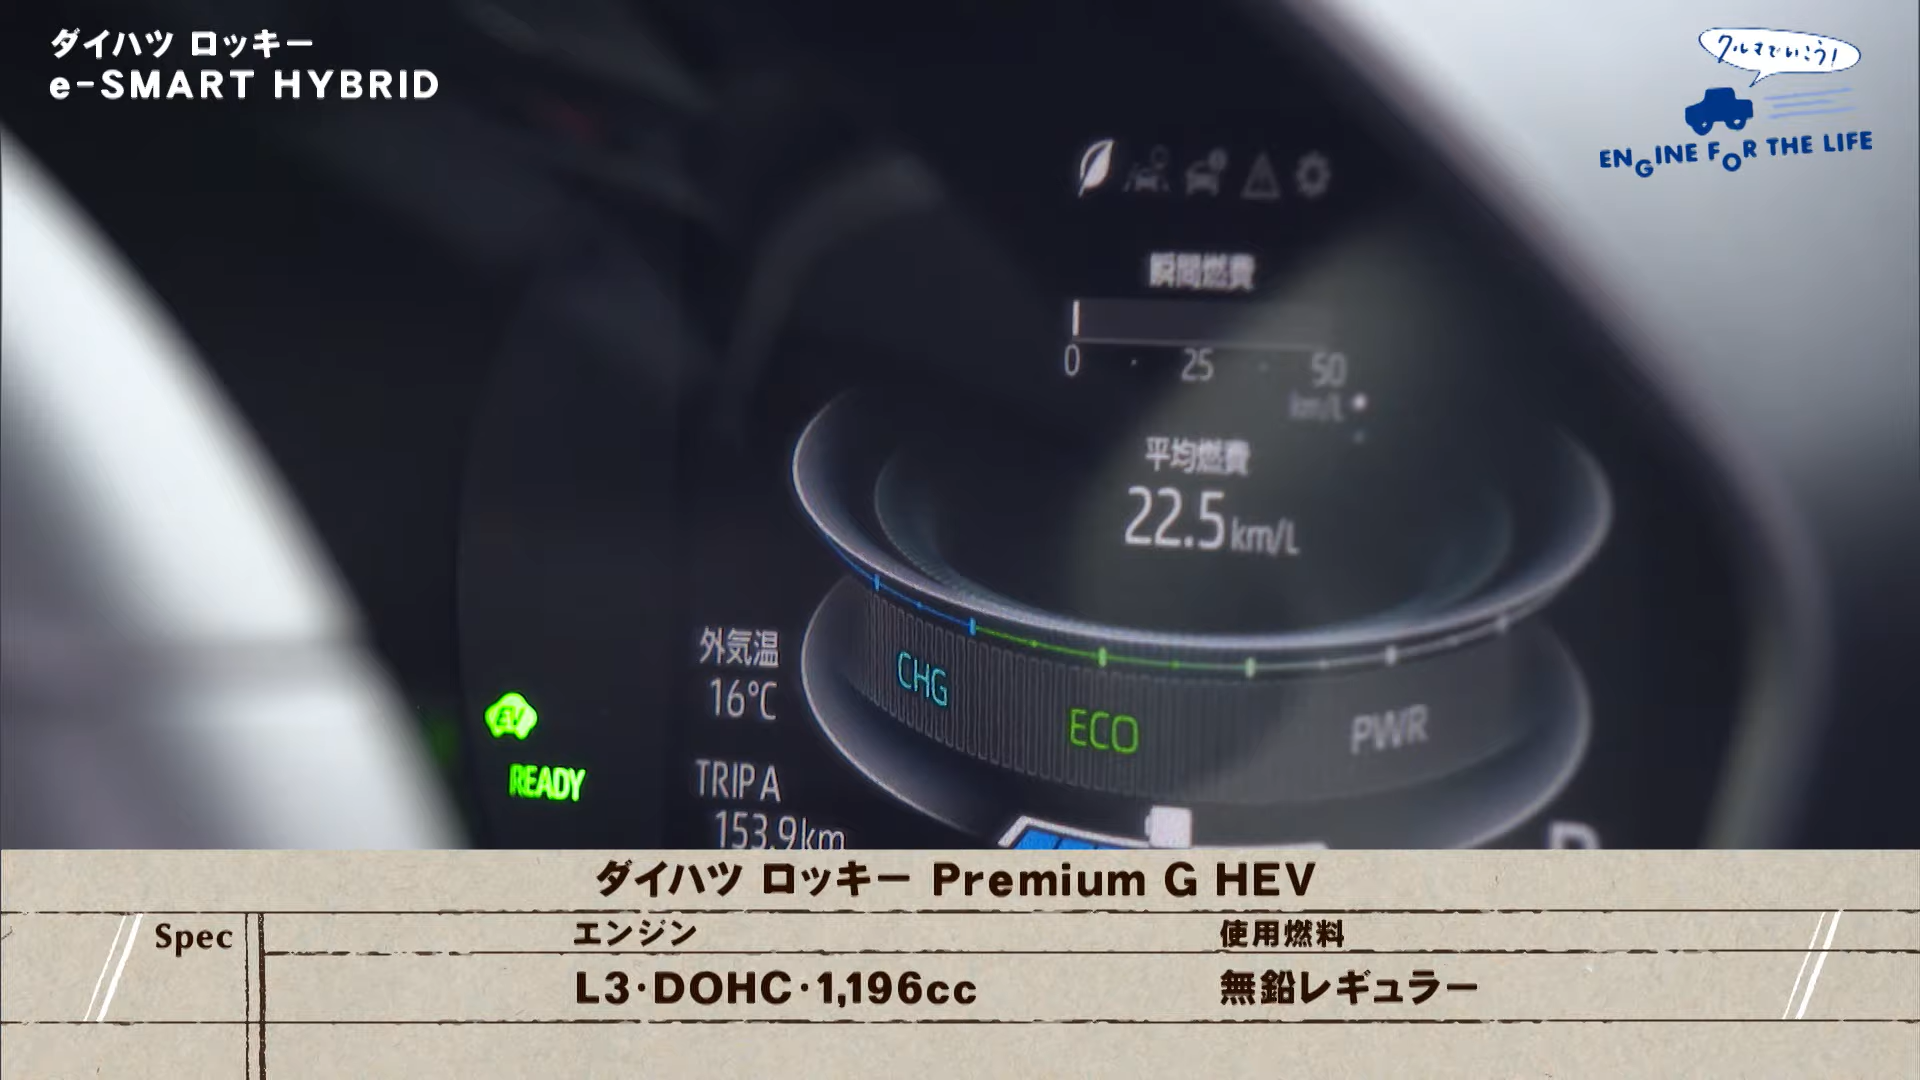 ダイハツ ロッキー
e-SMART HYBRID
クルマでいこう!
ENGINE FOR THE LIFE
瞬間燃費
0 · 25 · 50
km/L
平均燃費
22.5km/L
外気温
16℃
CHG
ECO
PWR
EV
READY
TRIP A
153.9km
ダイハツ ロッキー Premium G HEV
Spec
エンジン
使用燃料
L3·DOHC·1,196cc
無鉛レギュラー